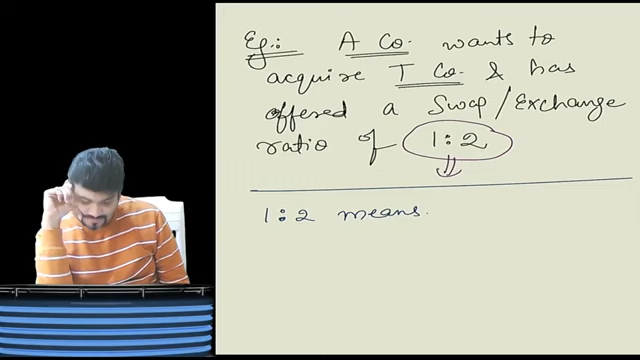 Eg.: A Co. wants to
acquire T Co. & has
offered a Swap/Exchange
ratio of 1:2
1:2 means.